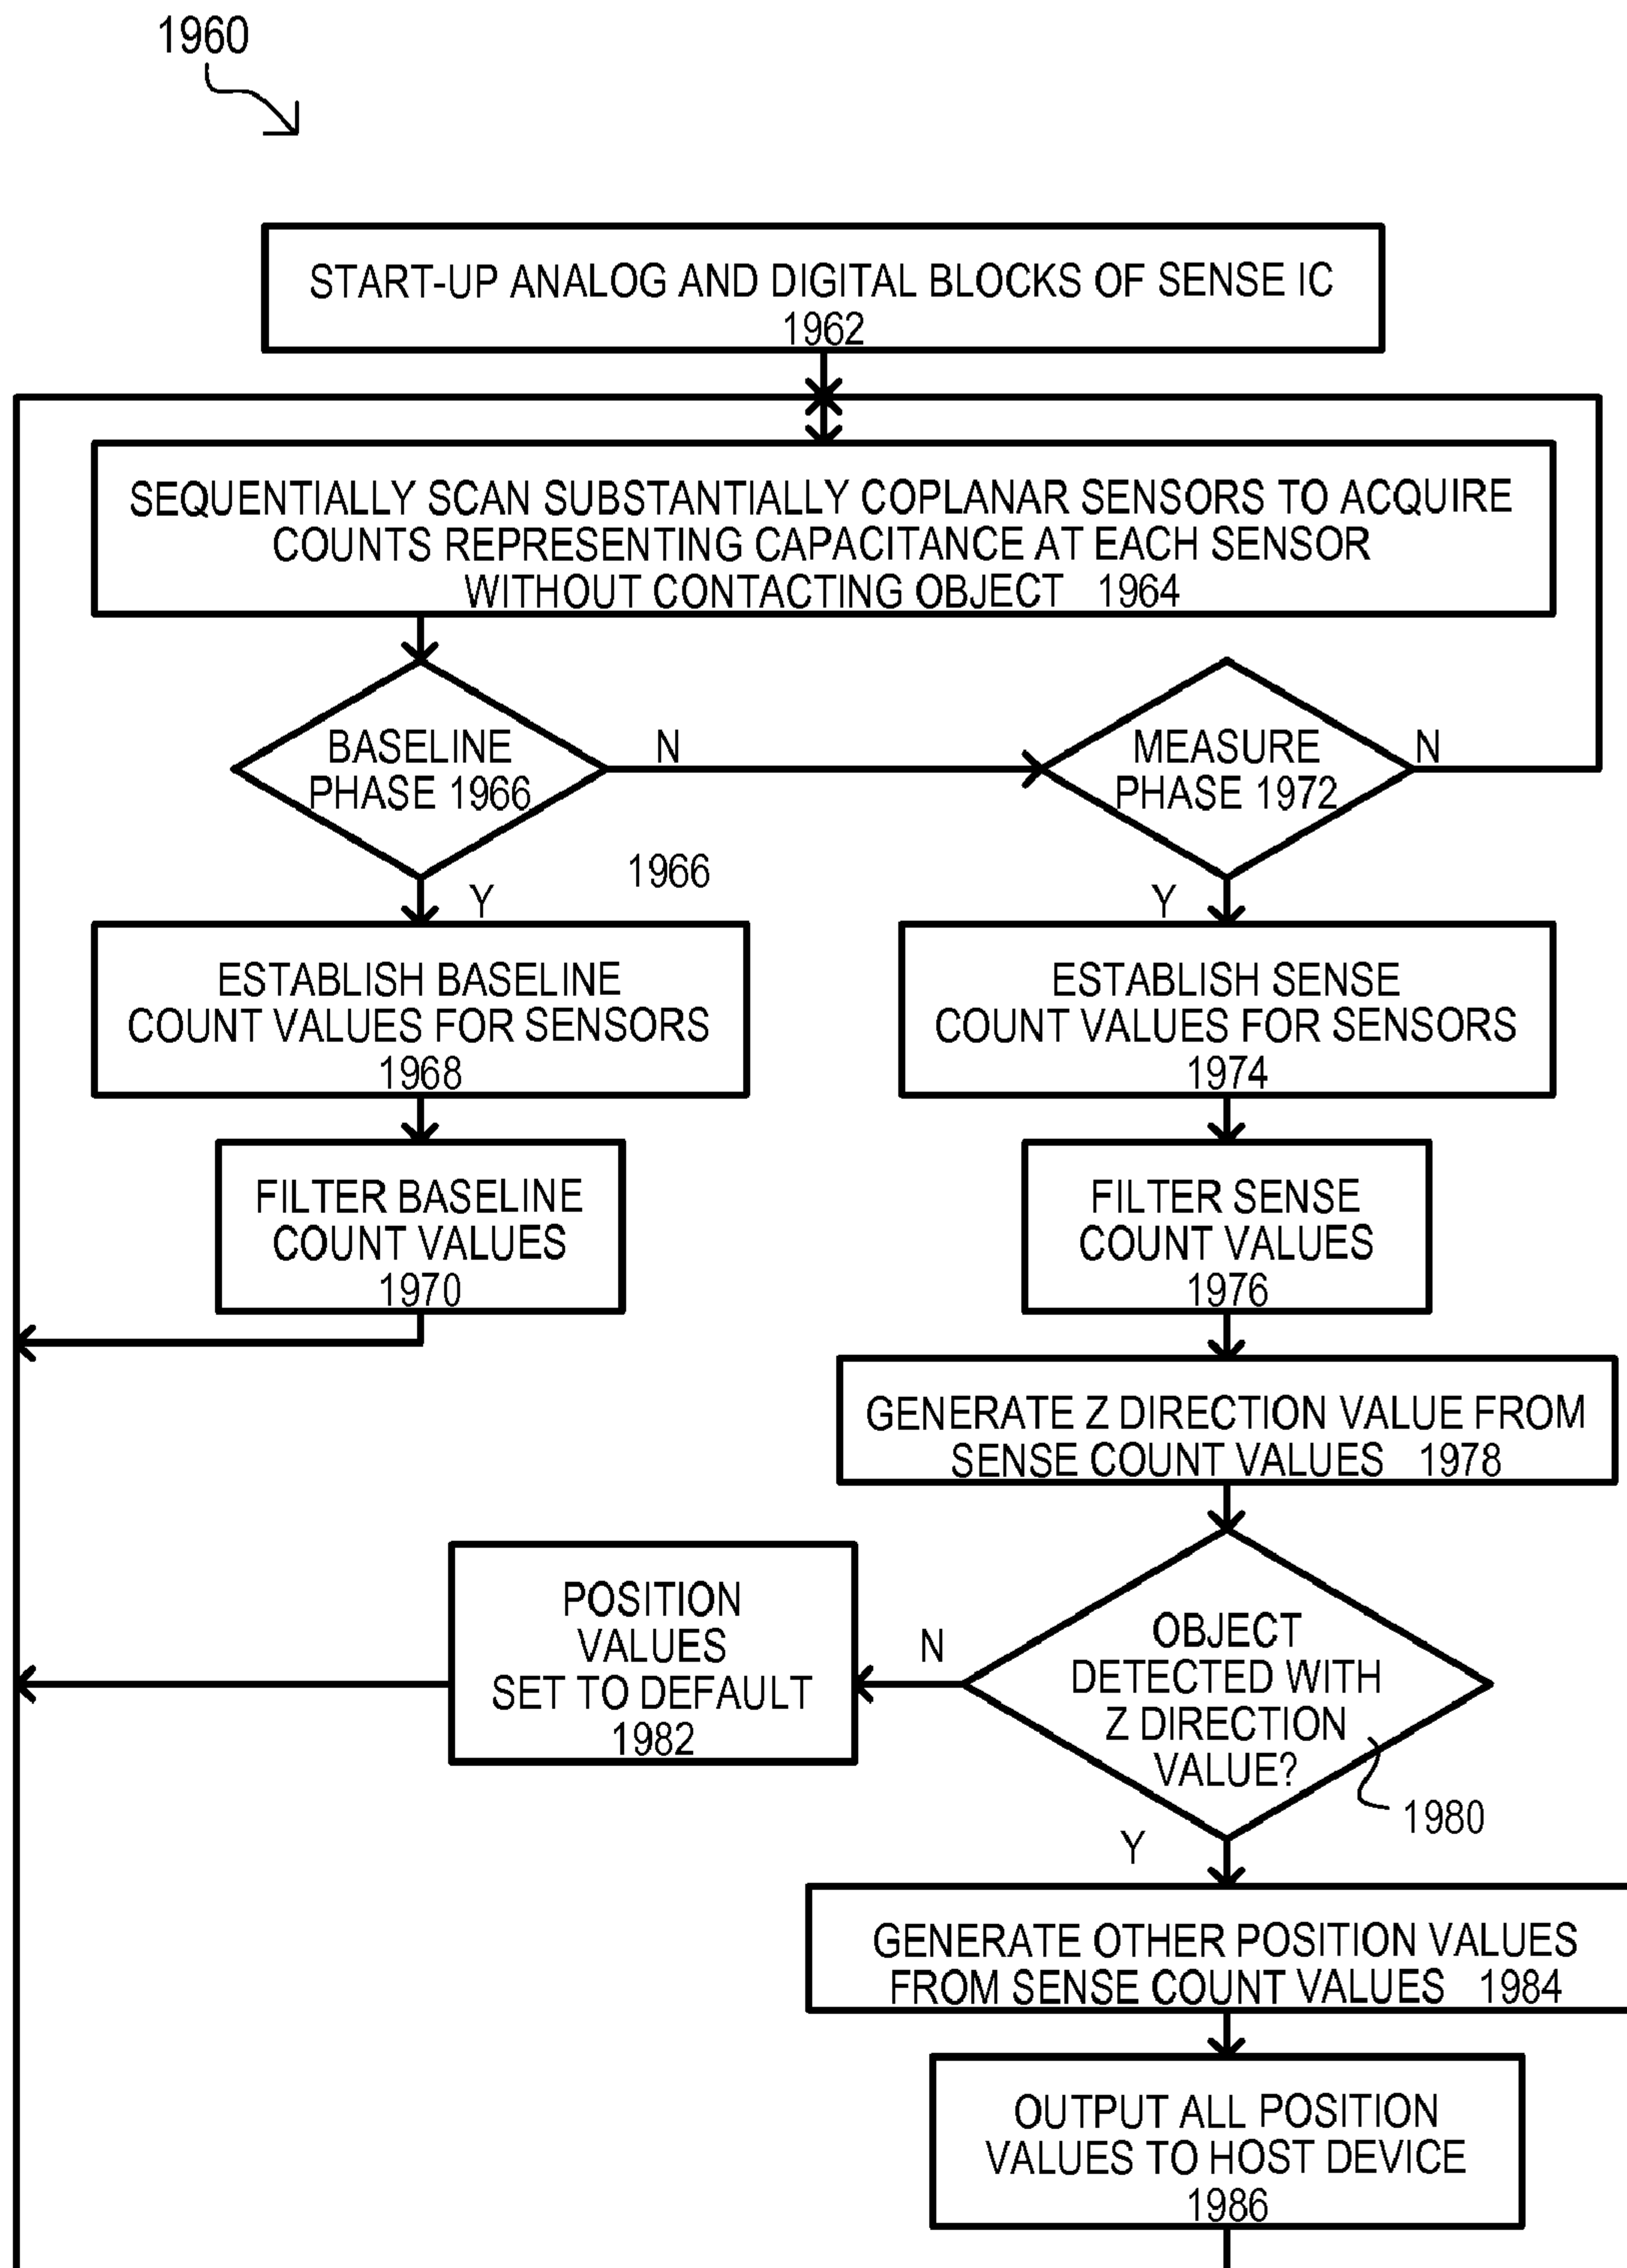 1960
START-UP ANALOG AND DIGITAL BLOCKS OF SENSE IC
1962
SEQUENTIALLY SCAN SUBSTANTIALLY COPLANAR SENSORS TO ACQUIRE
COUNTS REPRESENTING CAPACITANCE AT EACH SENSOR
WITHOUT CONTACTING OBJECT 1964
BASELINE
PHASE 1966
N
MEASURE
PHASE 1972
N
1966
Y
Y
ESTABLISH BASELINE
COUNT VALUES FOR SENSORS
1968
ESTABLISH SENSE
COUNT VALUES FOR SENSORS
1974
FILTER BASELINE
COUNT VALUES
1970
FILTER SENSE
COUNT VALUES
1976
GENERATE Z DIRECTION VALUE FROM
SENSE COUNT VALUES 1978
POSITION
VALUES
SET TO DEFAULT
1982
N
OBJECT
DETECTED WITH
Z DIRECTION
VALUE?
1980
Y
GENERATE OTHER POSITION VALUES
FROM SENSE COUNT VALUES 1984
OUTPUT ALL POSITION
VALUES TO HOST DEVICE
1986